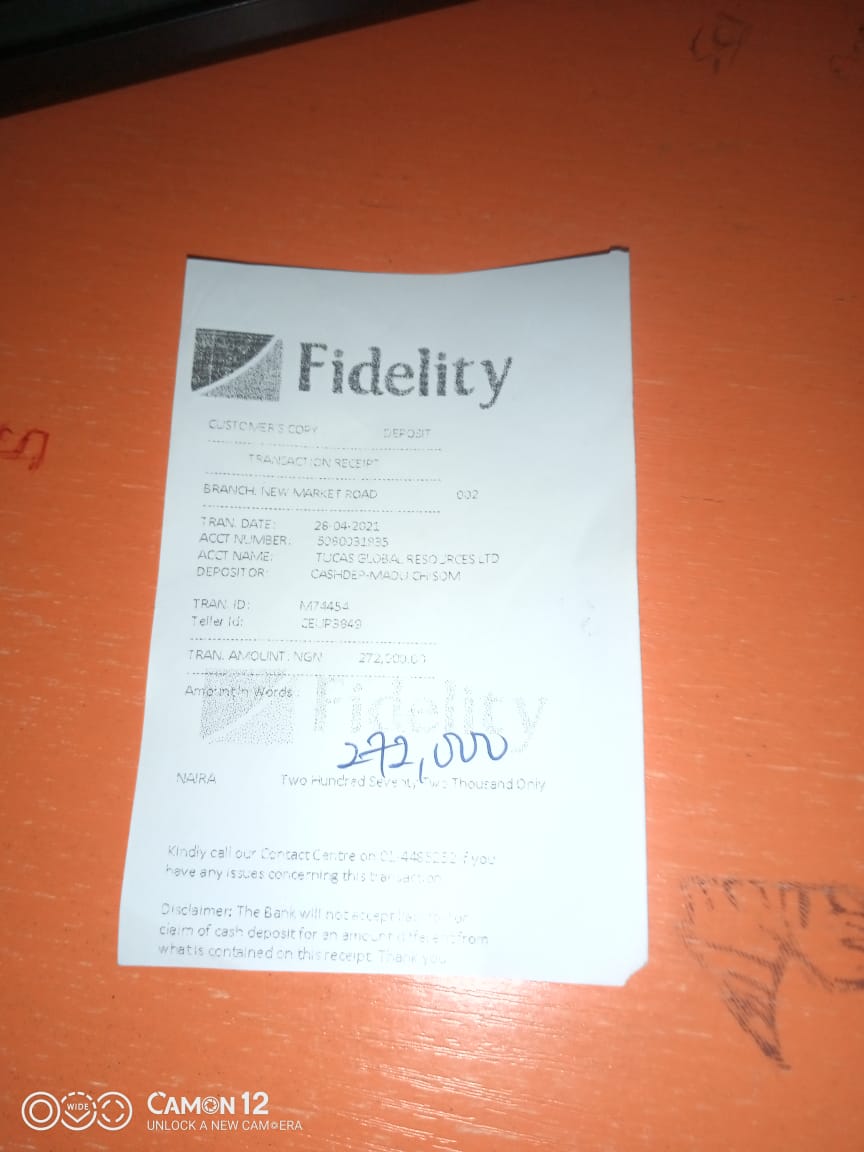 Fidelity
CUSTOMER'S COPY DEPOSIT
TRANSACTION RECEIPT
BRANCH: NEW MARKET ROAD 002
TRAN. DATE: 26-04-2021
ACCT NUMBER: 5080031935
ACCT NAME: TUCAS GLOBAL RESOURCES LTD
DEPOSITOR: CASHDEP-MADU CHISOM
TRAN. ID: M74454
Teller Id:
TRAN. AMOUNT: NGN 272,000.00
Amount In Words:
Fidelity
272,000
NAIRA Two Hundred Seventy Two Thousand Only
Kindly call our Contact Centre on if you
have any issues concerning this transaction
Disclaimer: The Bank will not accept liability for
claim of cash deposit for an amount different from
what is contained on this receipt. Thank you
WIDE
CAMON 12
UNLOCK A NEW CAMERA